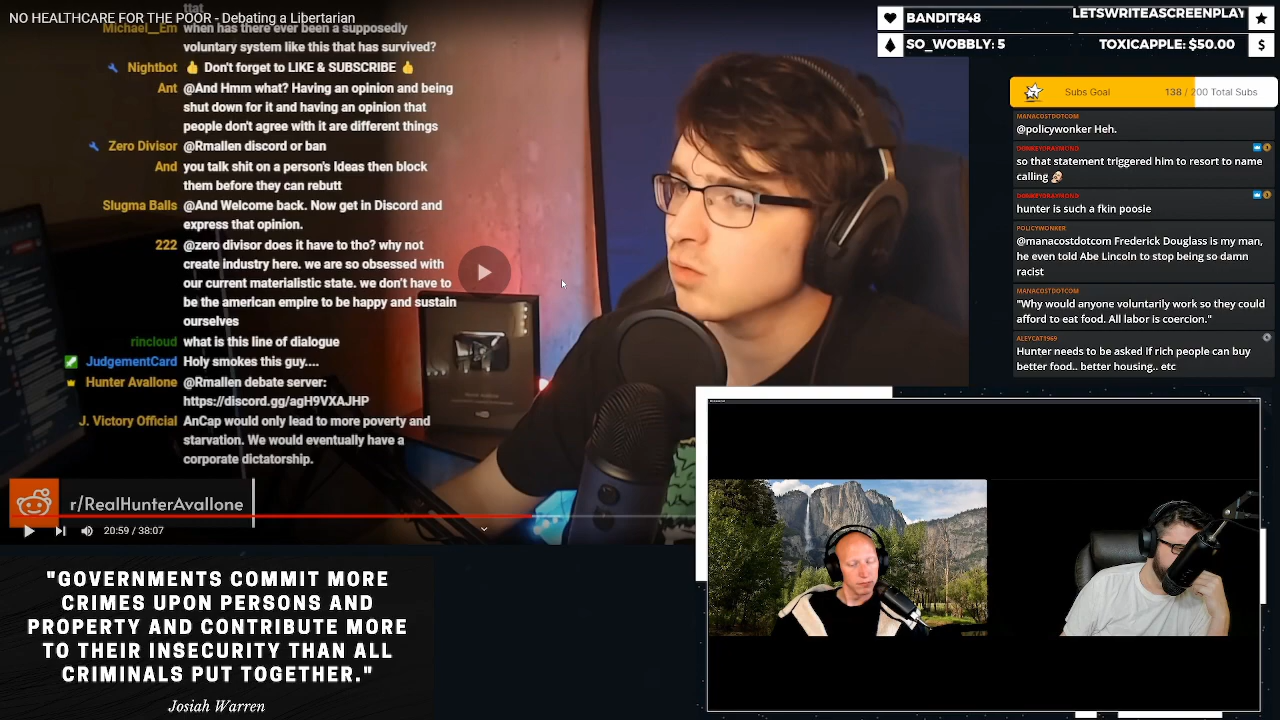 NO HEALTHCARE FOR THE POOR - Debating a Libertarian
that
Michael__Em when has there ever been a supposedly
voluntary system like this that has survived?
Nightbot 👍 Don't forget to LIKE & SUBSCRIBE 👍
Ant @And Hmm what? Having an opinion and being
shut down for it and having an opinion that
people don't agree with it are different things
Zero Divisor @Rmallen discord or ban
And you talk shit on a person's Ideas then block
them before they can rebutt
Slugma Balls @And Welcome back. Now get in Discord and
express that opinion.
222 @zero divisor does it have to tho? why not
create industry here. we are so obsessed with
our current materialistic state. we don't have to
be the american empire to be happy and sustain
ourselves
rincloud what is this line of dialogue
JudgementCard Holy smokes this guy....
Hunter Avallone @Rmallen debate server:
https://discord.gg/agH9VXAJHP
J. Victory Official AnCap would only lead to more poverty and
starvation. We would eventually have a
corporate dictatorship.
r/RealHunterAvallone
20:59 / 38:07
"GOVERNMENTS COMMIT MORE
CRIMES UPON PERSONS AND
PROPERTY AND CONTRIBUTE MORE
TO THEIR INSECURITY THAN ALL
CRIMINALS PUT TOGETHER."
Josiah Warren
BANDIT848
LETSWRITEASCREENPLAY
SO_WOBBLY: 5
TOXICAPPLE: $50.00
$
Subs Goal 138 / 200 Total Subs
MANACOSTDOTCOM
@policywonker Heh.
DONKEYGRAYMOND
so that statement triggered him to resort to name
calling
DONKEYGRAYMOND
hunter is such a fkin poosie
POLICYWONKER
@manacostdotcom Frederick Douglass is my man,
he even told Abe Lincoln to stop being so damn
racist
MANACOSTDOTCOM
"Why would anyone voluntarily work so they could
afford to eat food. All labor is coercion."
ALEYCAT1969
Hunter needs to be asked if rich people can buy
better food.. better housing.. etc